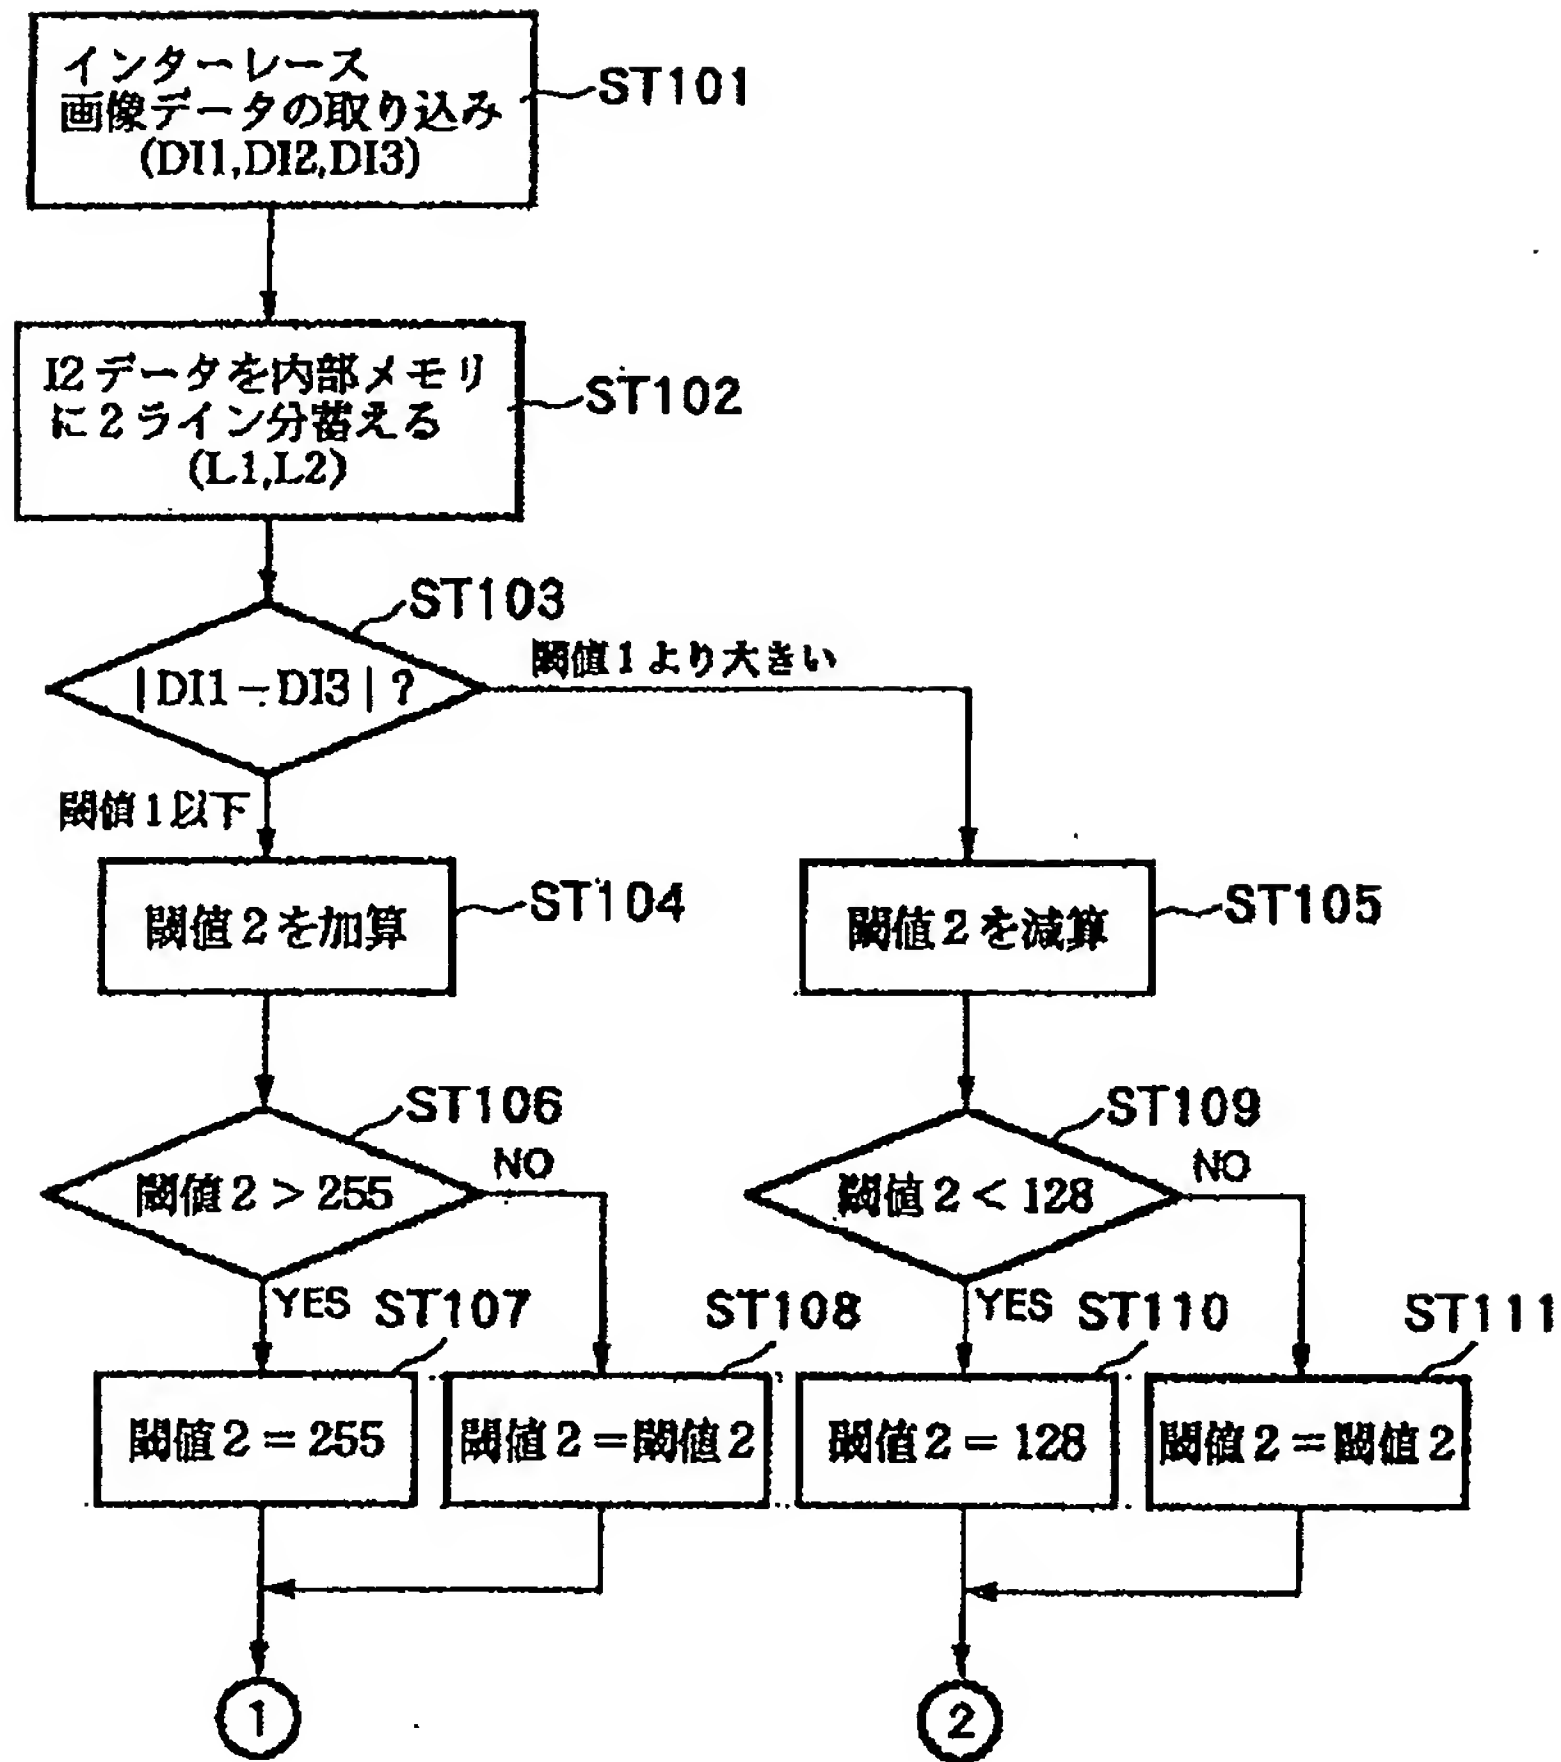 インターレース
画像データの取り込み
(DI1,DI2,DI3)
ST101
I2データを内部メモリ
に2ライン分蓄える
(L1,L2)
ST102
ST103
|DI1-DI3|?
閾値1より大きい
閾値1以下
閾値2を加算
ST104
閾値2を減算
ST105
ST106
閾値2>255
NO
YES
ST109
閾値2<128
NO
YES
ST107
閾値2=255
ST108
閾値2=閾値2
ST110
閾値2=128
ST111
閾値2=閾値2
1
2